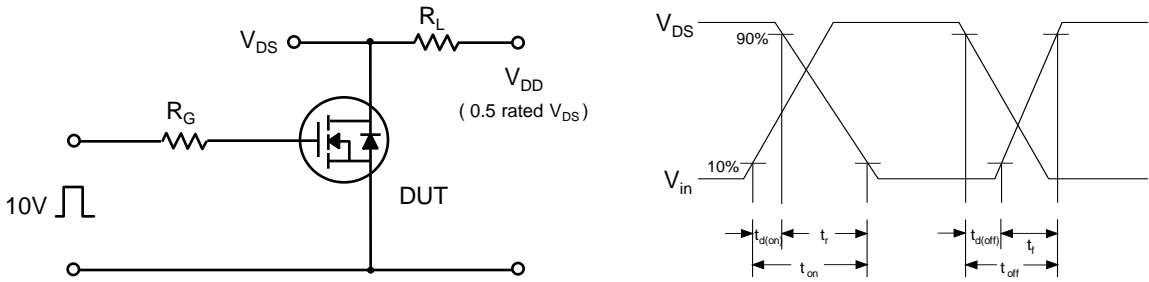 V_DS
R_L
V_DD
( 0.5 rated V_DS )
R_G
10V
DUT
V_DS
90%
10%
V_in
t_d(on)
t_r
t_on
t_d(off)
t_f
t_off